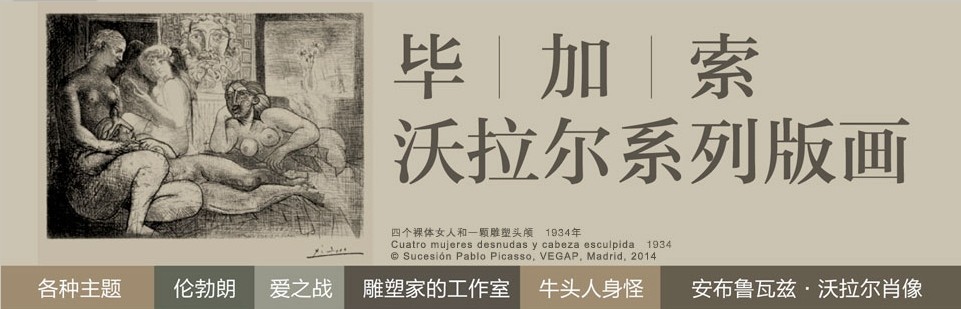 毕 | 加 | 索
沃拉尔系列版画
四个裸体女人和一颗雕塑头颅 1934年
Cuatro mujeres desnudas y cabeza esculpida 1934
© Sucesión Pablo Picasso, VEGAP, Madrid, 2014
各种主题 伦勃朗 爱之战 雕塑家的工作室 牛头人身怪 安布鲁瓦兹 · 沃拉尔肖像